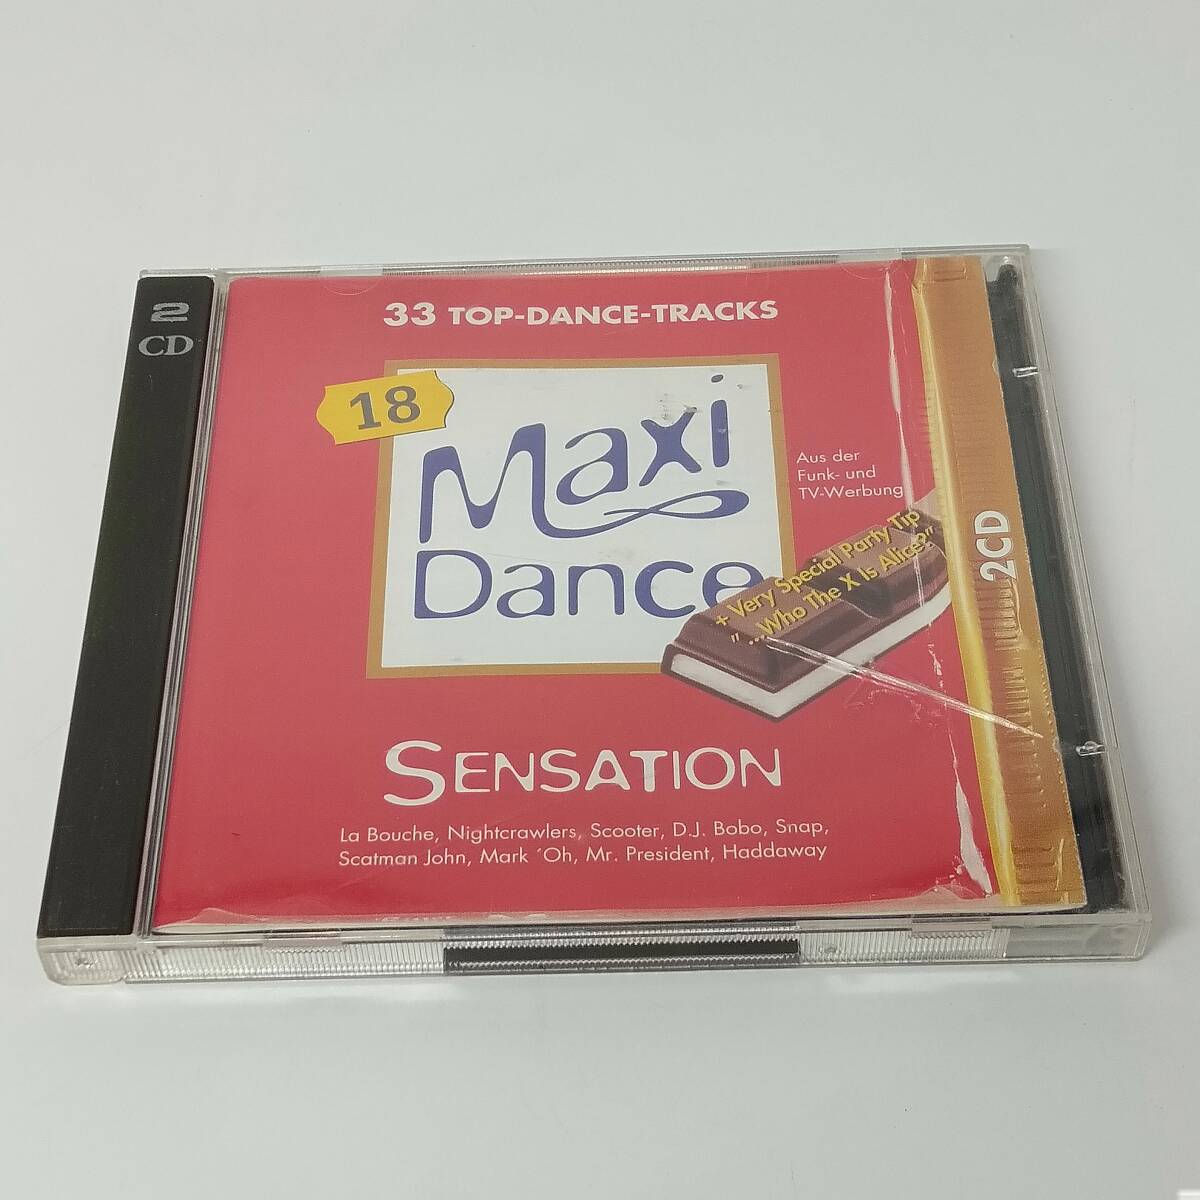 2
CD
33 TOP-DANCE-TRACKS
18
Maxi
Dance
Aus der
Funk- und
TV-Werbung
+ Very Special Party Tip
"...Who The X Is Alice?"
2CD
SENSATION
La Bouche, Nightcrawlers, Scooter, D.J. Bobo, Snap,
Scatman John, Mark ´Oh, Mr. President, Haddaway